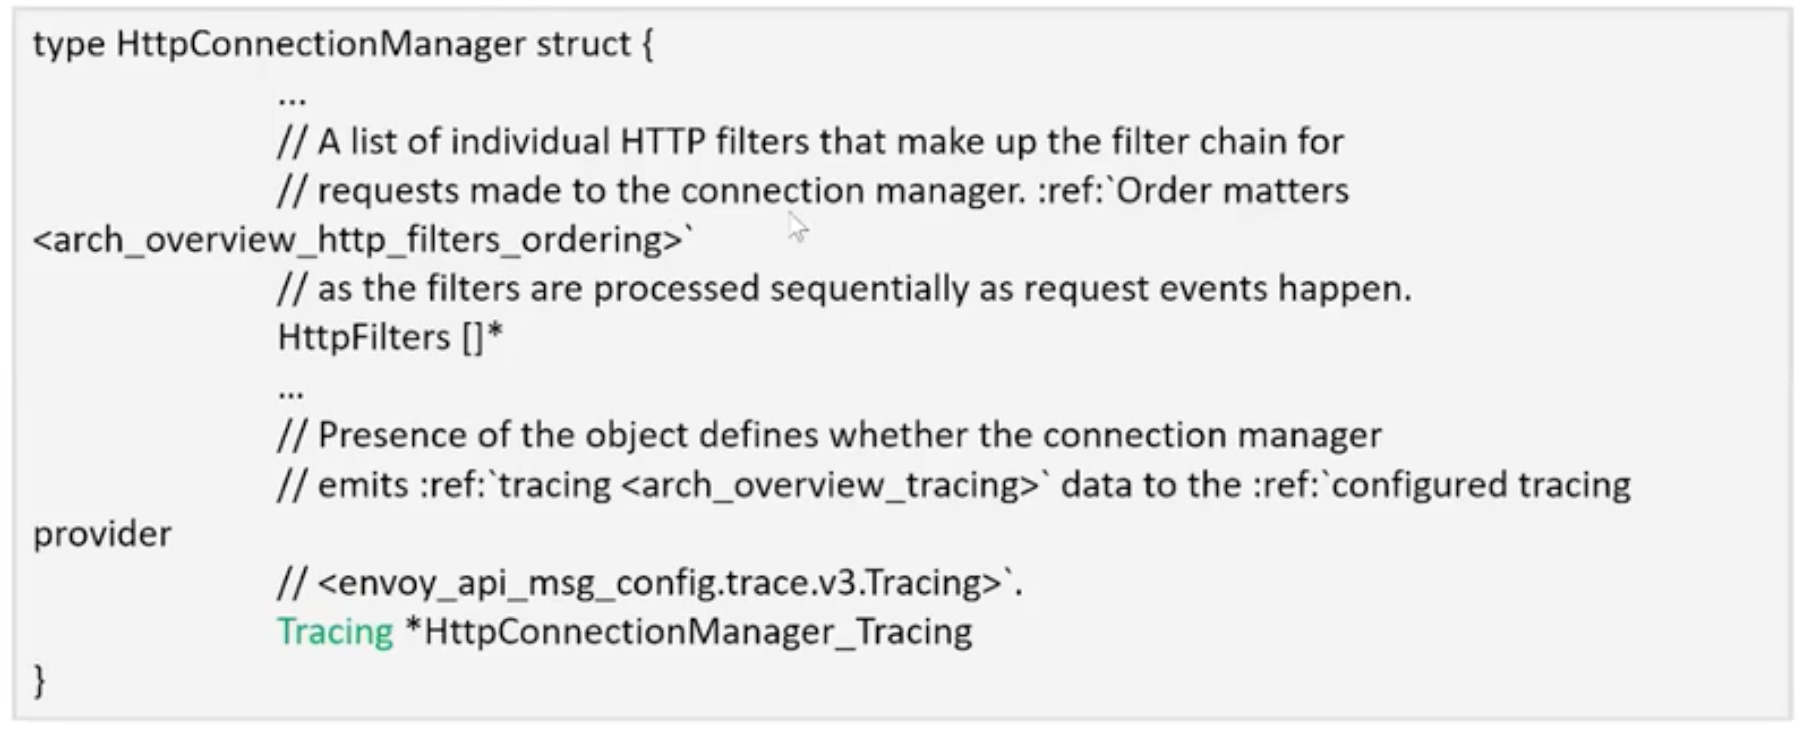 type HttpConnectionManager struct {
...
// A list of individual HTTP filters that make up the filter chain for
// requests made to the connection manager. :ref:`Order matters
<arch_overview_http_filters_ordering>`
// as the filters are processed sequentially as request events happen.
HttpFilters []*
...
// Presence of the object defines whether the connection manager
// emits :ref:`tracing <arch_overview_tracing>` data to the :ref:`configured tracing
provider
// <envoy_api_msg_config.trace.v3.Tracing>`.
Tracing *HttpConnectionManager_Tracing
}